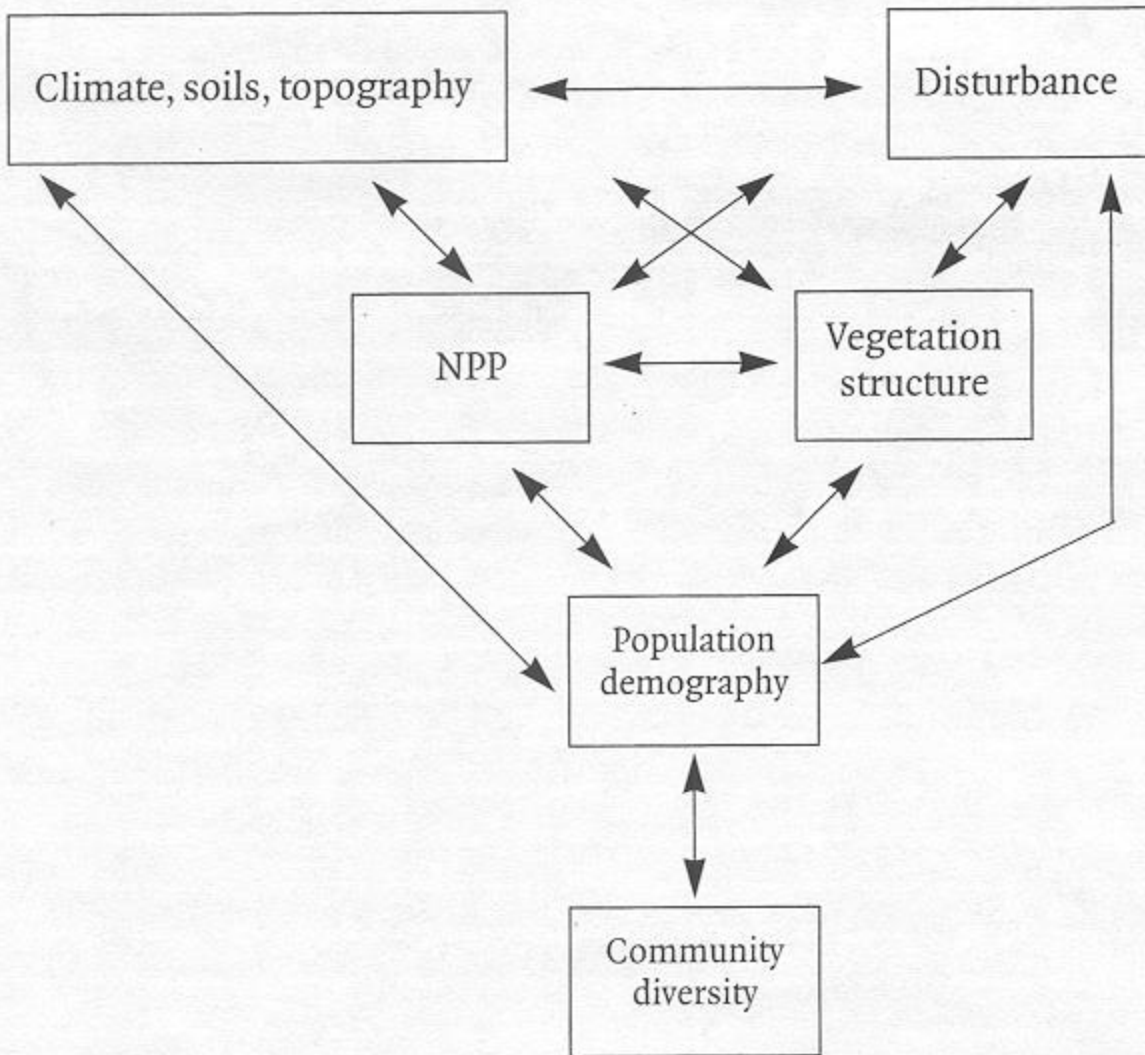 Climate, soils, topography
Disturbance
NPP
Vegetation
structure
Population
demography
Community
diversity